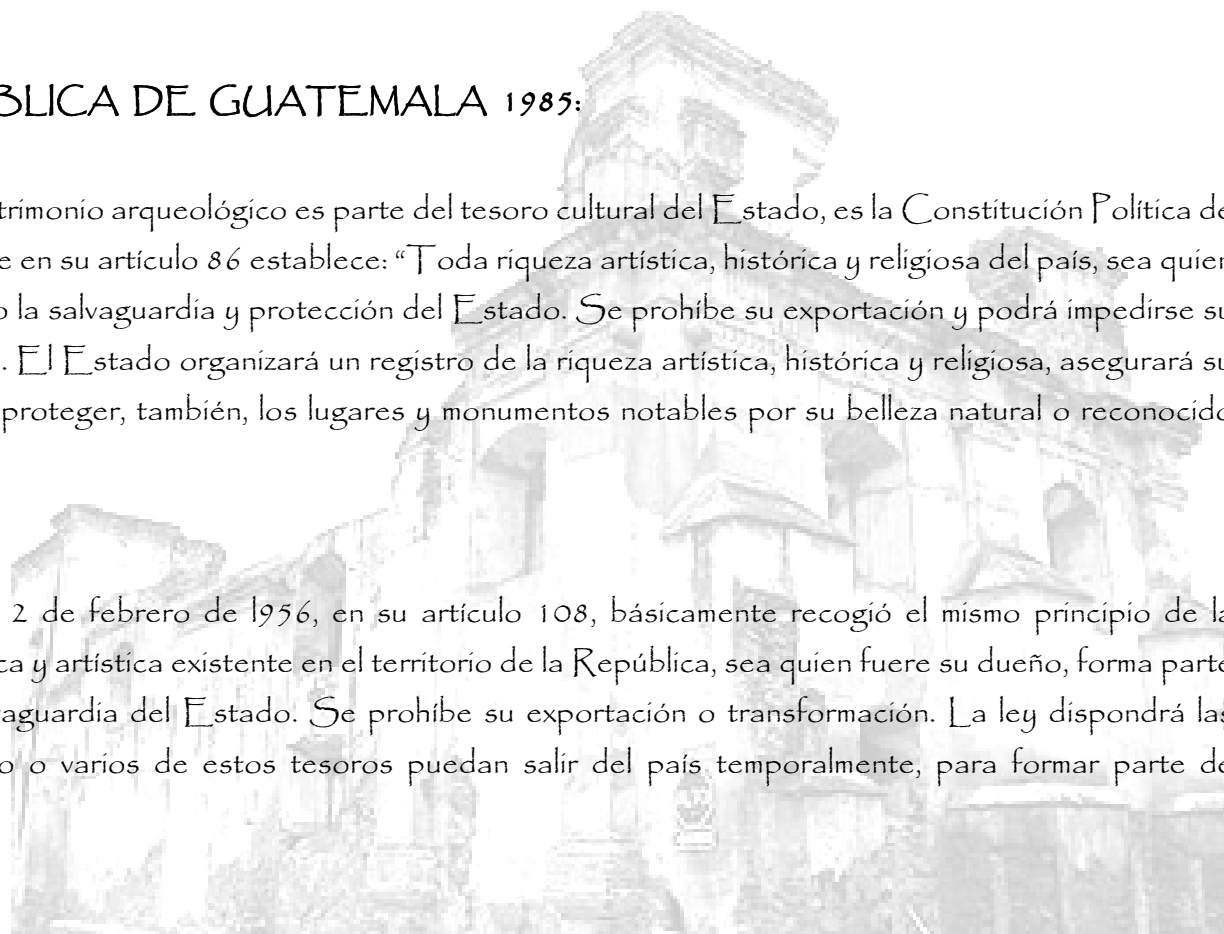 BLICA DE GUATEMALA 1985:
trimonio arqueológico es parte del tesoro cultural del Estado, es la Constitución Política de
e en su artículo 86 establece: “Toda riqueza artística, histórica y religiosa del país, sea quien
o la salvaguardia y protección del Estado. Se prohíbe su exportación y podrá impedirse su
. El Estado organizará un registro de la riqueza artística, histórica y religiosa, asegurará su
proteger, también, los lugares y monumentos notables por su belleza natural o reconocido
2 de febrero de l956, en su artículo 108, básicamente recogió el mismo principio de la
ca y artística existente en el territorio de la República, sea quien fuere su dueño, forma parte
vaguardia del Estado. Se prohíbe su exportación o transformación. La ley dispondrá las
o o varios de estos tesoros puedan salir del país temporalmente, para formar parte de